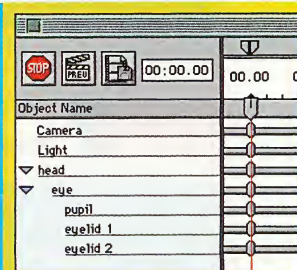 STOP PREV 00:00.00 00.00
Object Name
Camera
Light
head
eye
pupil
eyelid 1
eyelid 2